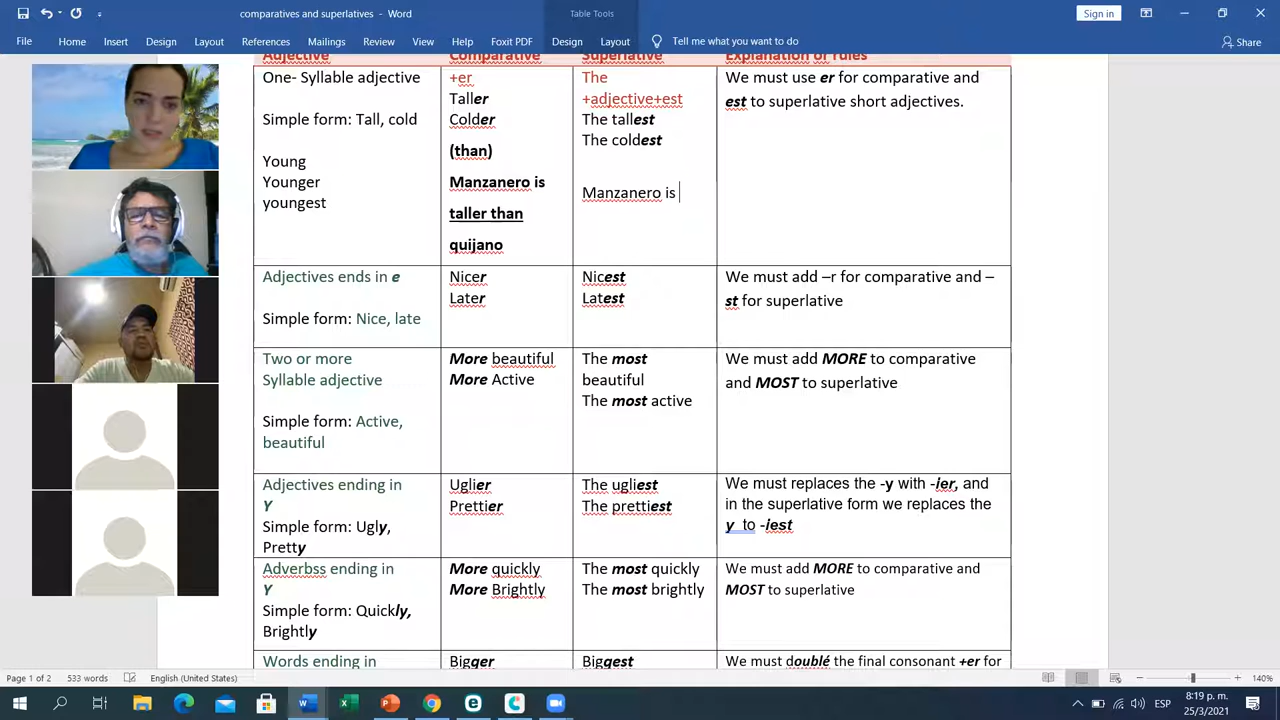 comparatives and superlatives - Word
Table Tools
Sign in
File Home Insert Draw Design Layout References Mailings Review View Help Foxit PDF Design Layout Tell me what you want to do Share
Adjective Comparative Superlative Explanation of rules
One- Syllable adjective
Simple form: Tall, cold
Young
Younger
youngest
+er
Taller
Colder
(than)
Manzanero is
taller than
quijano
The
+adjective+est
The tallest
The coldest
Manzanero is
We must use er for comparative and
est to superlative short adjectives.
Adjectives ends in e
Simple form: Nice, late
Nicer
Later
Nicest
Latest
We must add –r for comparative and –
st for superlative
Two or more
Syllable adjective
Simple form: Active,
beautiful
More beautiful
More Active
The most
beautiful
The most active
We must add MORE to comparative
and MOST to superlative
Adjectives ending in
Y
Simple form: Ugly,
Pretty
Uglier
Prettier
The ugliest
The prettiest
We must replaces the -y with -ier, and
in the superlative form we replaces the
y to -iest
Adverbss ending in
Y
Simple form: Quickly,
Brightly
More quickly
More Brightly
The most quickly
The most brightly
We must add MORE to comparative and
MOST to superlative
Words ending in
Bigger
Biggest
We must doublé the final consonant +er for
Page 1 of 2 533 words English (United States) 140%
ESP
8:19 p. m.
25/3/2021